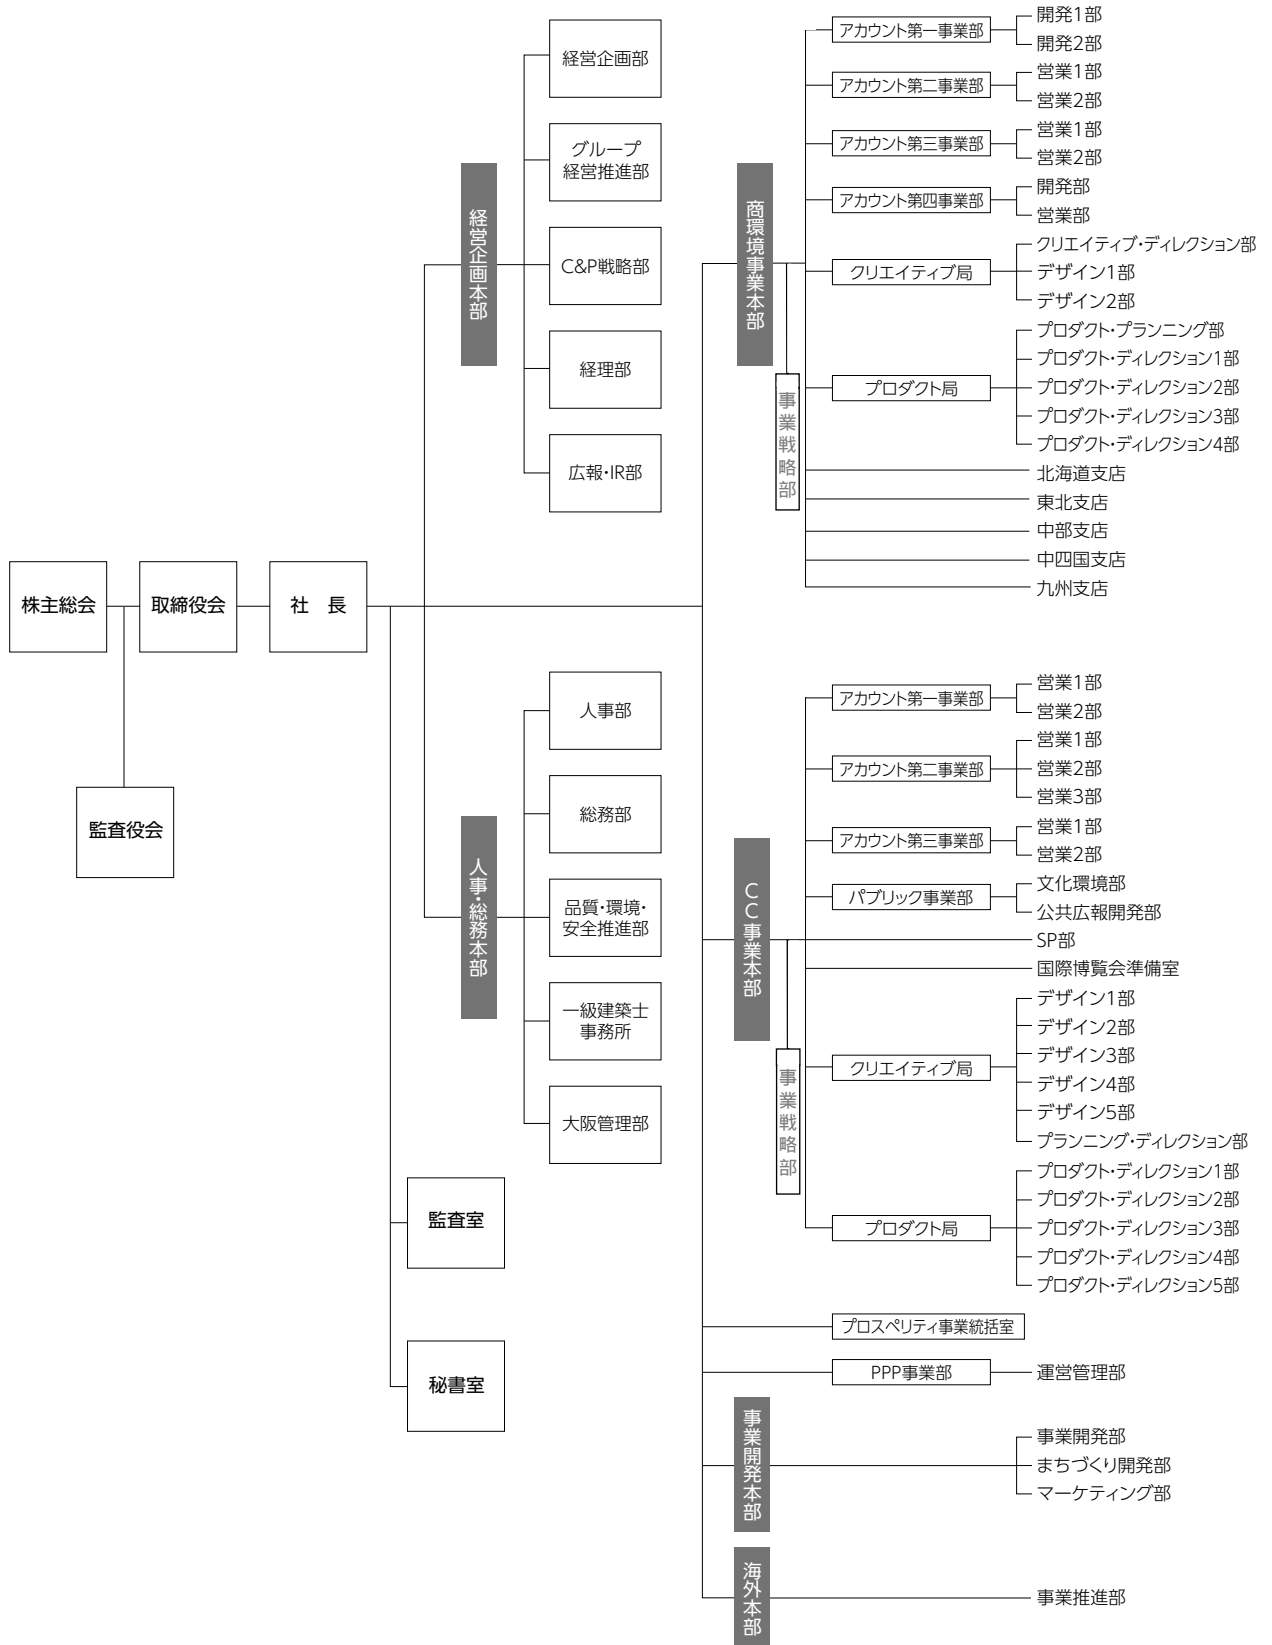 株主総会
取締役会
社　長
監査役会
経営企画本部
経営企画部
グループ
経営推進部
C&P戦略部
経理部
広報・IR部
人事・総務本部
人事部
総務部
品質・環境・
安全推進部
一級建築士
事務所
大阪管理部
監査室
秘書室
商環境事業本部
事業戦略部
アカウント第一事業部
開発1部
開発2部
アカウント第二事業部
営業1部
営業2部
アカウント第三事業部
営業1部
営業2部
アカウント第四事業部
開発部
営業部
クリエイティブ局
クリエイティブ・ディレクション部
デザイン1部
デザイン2部
プロダクト局
プロダクト・プランニング部
プロダクト・ディレクション1部
プロダクト・ディレクション2部
プロダクト・ディレクション3部
プロダクト・ディレクション4部
北海道支店
東北支店
中部支店
中四国支店
九州支店
CC事業本部
事業戦略部
アカウント第一事業部
営業1部
営業2部
アカウント第二事業部
営業1部
営業2部
営業3部
アカウント第三事業部
営業1部
営業2部
パブリック事業部
文化環境部
公共広報開発部
SP部
国際博覧会準備室
クリエイティブ局
デザイン1部
デザイン2部
デザイン3部
デザイン4部
デザイン5部
プランニング・ディレクション部
プロダクト局
プロダクト・ディレクション1部
プロダクト・ディレクション2部
プロダクト・ディレクション3部
プロダクト・ディレクション4部
プロダクト・ディレクション5部
プロスペリティ事業統括室
PPP事業部
運営管理部
事業開発本部
事業開発部
まちづくり開発部
マーケティング部
海外本部
事業推進部